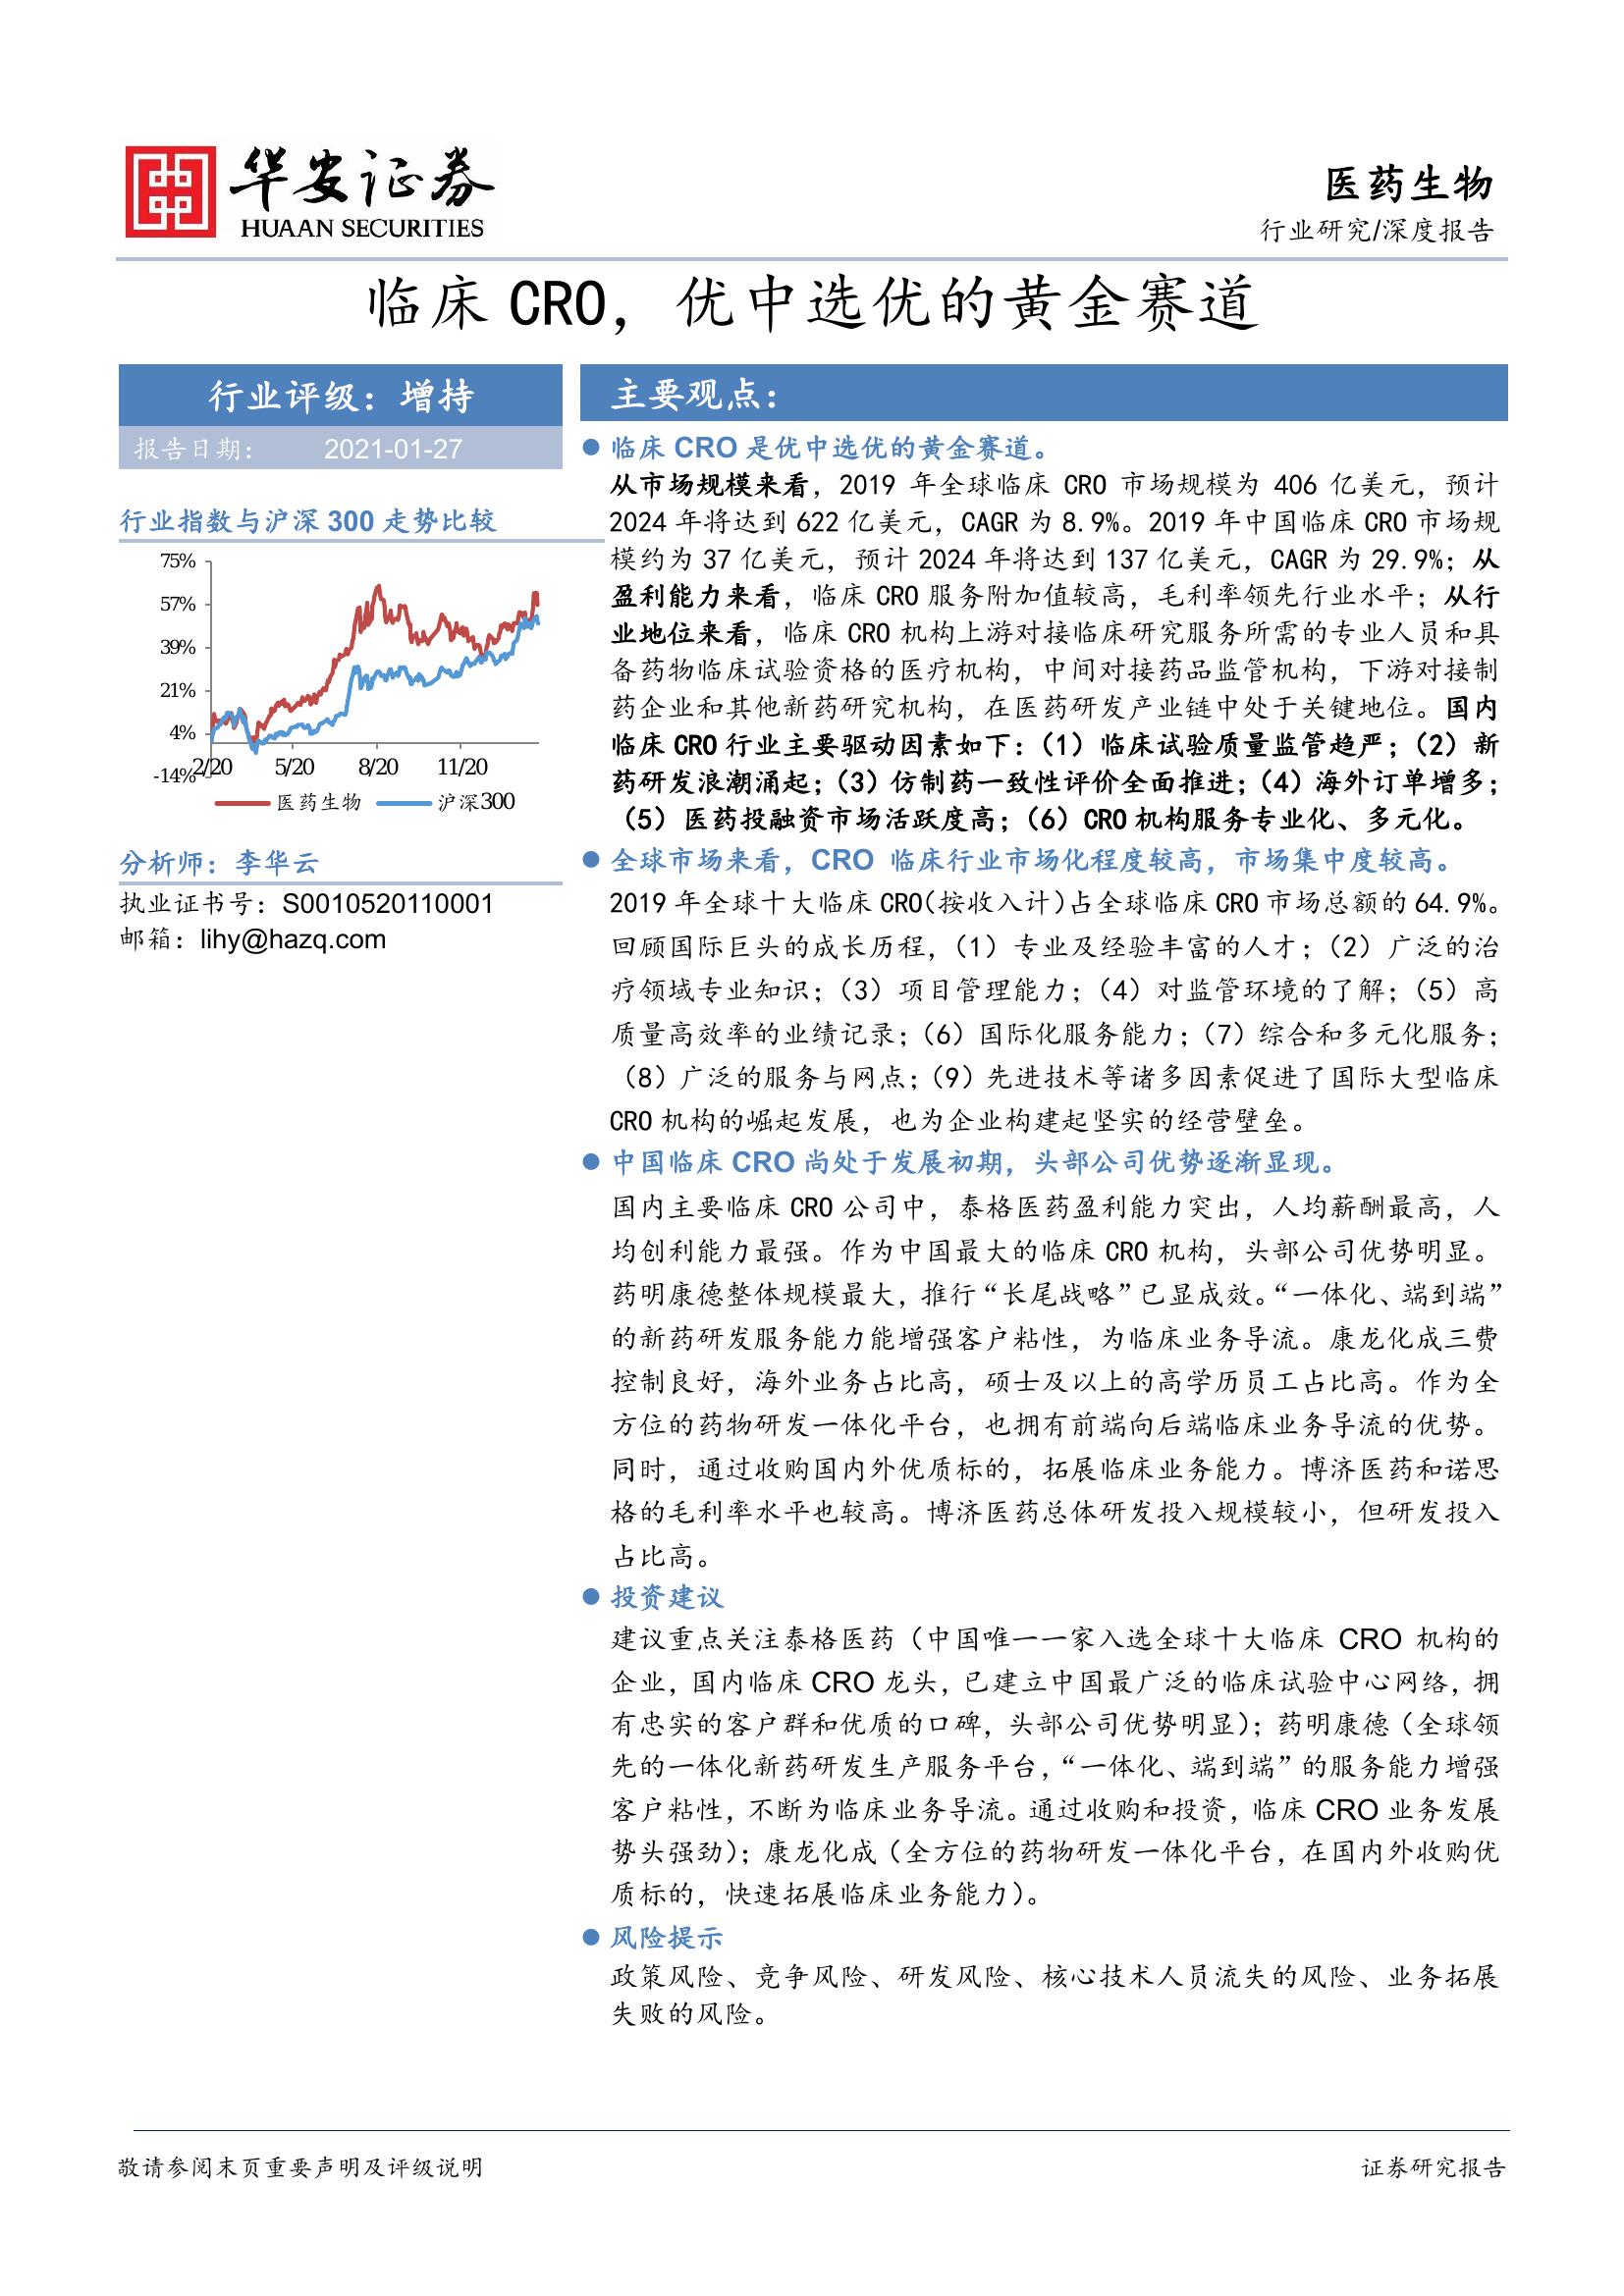 华安证券
HUAAN SECURITIES
医药生物
行业研究/深度报告
临床 CRO，优中选优的黄金赛道
行业评级：增持
报告日期： 2021-01-27
行业指数与沪深 300 走势比较
75%
57%
39%
21%
4%
-14%
2/20 5/20 8/20 11/20
医药生物 沪深300
分析师：李华云
执业证书号：S0010520110001
邮箱：lihy@hazq.com
主要观点：
临床 CRO 是优中选优的黄金赛道。
从市场规模来看，2019 年全球临床 CRO 市场规模为 406 亿美元，预计
2024 年将达到 622 亿美元，CAGR 为 8.9%。2019 年中国临床 CRO 市场规
模约为 37 亿美元，预计 2024 年将达到 137 亿美元，CAGR 为 29.9%；从
盈利能力来看，临床 CRO 服务附加值较高，毛利率领先行业水平；从行
业地位来看，临床 CRO 机构上游对接临床研究服务所需的专业人员和具
备药物临床试验资格的医疗机构，中间对接药品监管机构，下游对接制
药企业和其他新药研究机构，在医药研发产业链中处于关键地位。国内
临床 CRO 行业主要驱动因素如下：（1）临床试验质量监管趋严；（2）新
药研发浪潮涌起；（3）仿制药一致性评价全面推进；（4）海外订单增多；
（5）医药投融资市场活跃度高；（6）CRO 机构服务专业化、多元化。
全球市场来看，CRO 临床行业市场化程度较高，市场集中度较高。
2019 年全球十大临床 CRO（按收入计）占全球临床 CRO 市场总额的 64.9%。
回顾国际巨头的成长历程，（1）专业及经验丰富的人才；（2）广泛的治
疗领域专业知识；（3）项目管理能力；（4）对监管环境的了解；（5）高
质量高效率的业绩记录；（6）国际化服务能力；（7）综合和多元化服务；
（8）广泛的服务与网点；（9）先进技术等诸多因素促进了国际大型临床
CRO 机构的崛起发展，也为企业构建起坚实的经营壁垒。
中国临床 CRO 尚处于发展初期，头部公司优势逐渐显现。
国内主要临床 CRO 公司中，泰格医药盈利能力突出，人均薪酬最高，人
均创利能力最强。作为中国最大的临床 CRO 机构，头部公司优势明显。
药明康德整体规模最大，推行“长尾战略”已显成效。“一体化、端到端”
的新药研发服务能力能增强客户粘性，为临床业务导流。康龙化成三费
控制良好，海外业务占比高，硕士及以上的高学历员工占比高。作为全
方位的药物研发一体化平台，也拥有前端向后端临床业务导流的优势。
同时，通过收购国内外优质标的，拓展临床业务能力。博济医药和诺思
格的毛利率水平也较高。博济医药总体研发投入规模较小，但研发投入
占比高。
投资建议
建议重点关注泰格医药（中国唯一一家入选全球十大临床 CRO 机构的
企业，国内临床 CRO 龙头，已建立中国最广泛的临床试验中心网络，拥
有忠实的客户群和优质的口碑，头部公司优势明显）；药明康德（全球领
先的一体化新药研发生产服务平台，“一体化、端到端”的服务能力增强
客户粘性，不断为临床业务导流。通过收购和投资，临床 CRO 业务发展
势头强劲）；康龙化成（全方位的药物研发一体化平台，在国内外收购优
质标的，快速拓展临床业务能力）。
风险提示
政策风险、竞争风险、研发风险、核心技术人员流失的风险、业务拓展
失败的风险。
敬请参阅末页重要声明及评级说明 证券研究报告